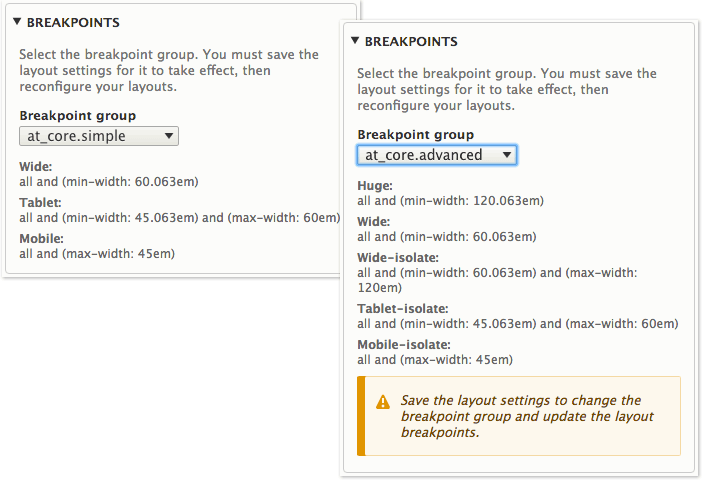 BREAKPOINTS
Select the breakpoint group. You must save the
layout settings for it to take effect, then
reconfigure your layouts.
Breakpoint group
at_core.simple
Wide:
all and (min-width: 60.063em)
Tablet:
all and (min-width: 45.063em) and (max-width: 60em)
Mobile:
all and (max-width: 45em)
BREAKPOINTS
Select the breakpoint group. You must save the
layout settings for it to take effect, then
reconfigure your layouts.
Breakpoint group
at_core.advanced
Huge:
all and (min-width: 120.063em)
Wide:
all and (min-width: 60.063em)
Wide-isolate:
all and (min-width: 60.063em) and (max-width:
120em)
Tablet-isolate:
all and (min-width: 45.063em) and (max-width: 60em)
Mobile-isolate:
all and (max-width: 45em)
Save the layout settings to change the
breakpoint group and update the layout
breakpoints.